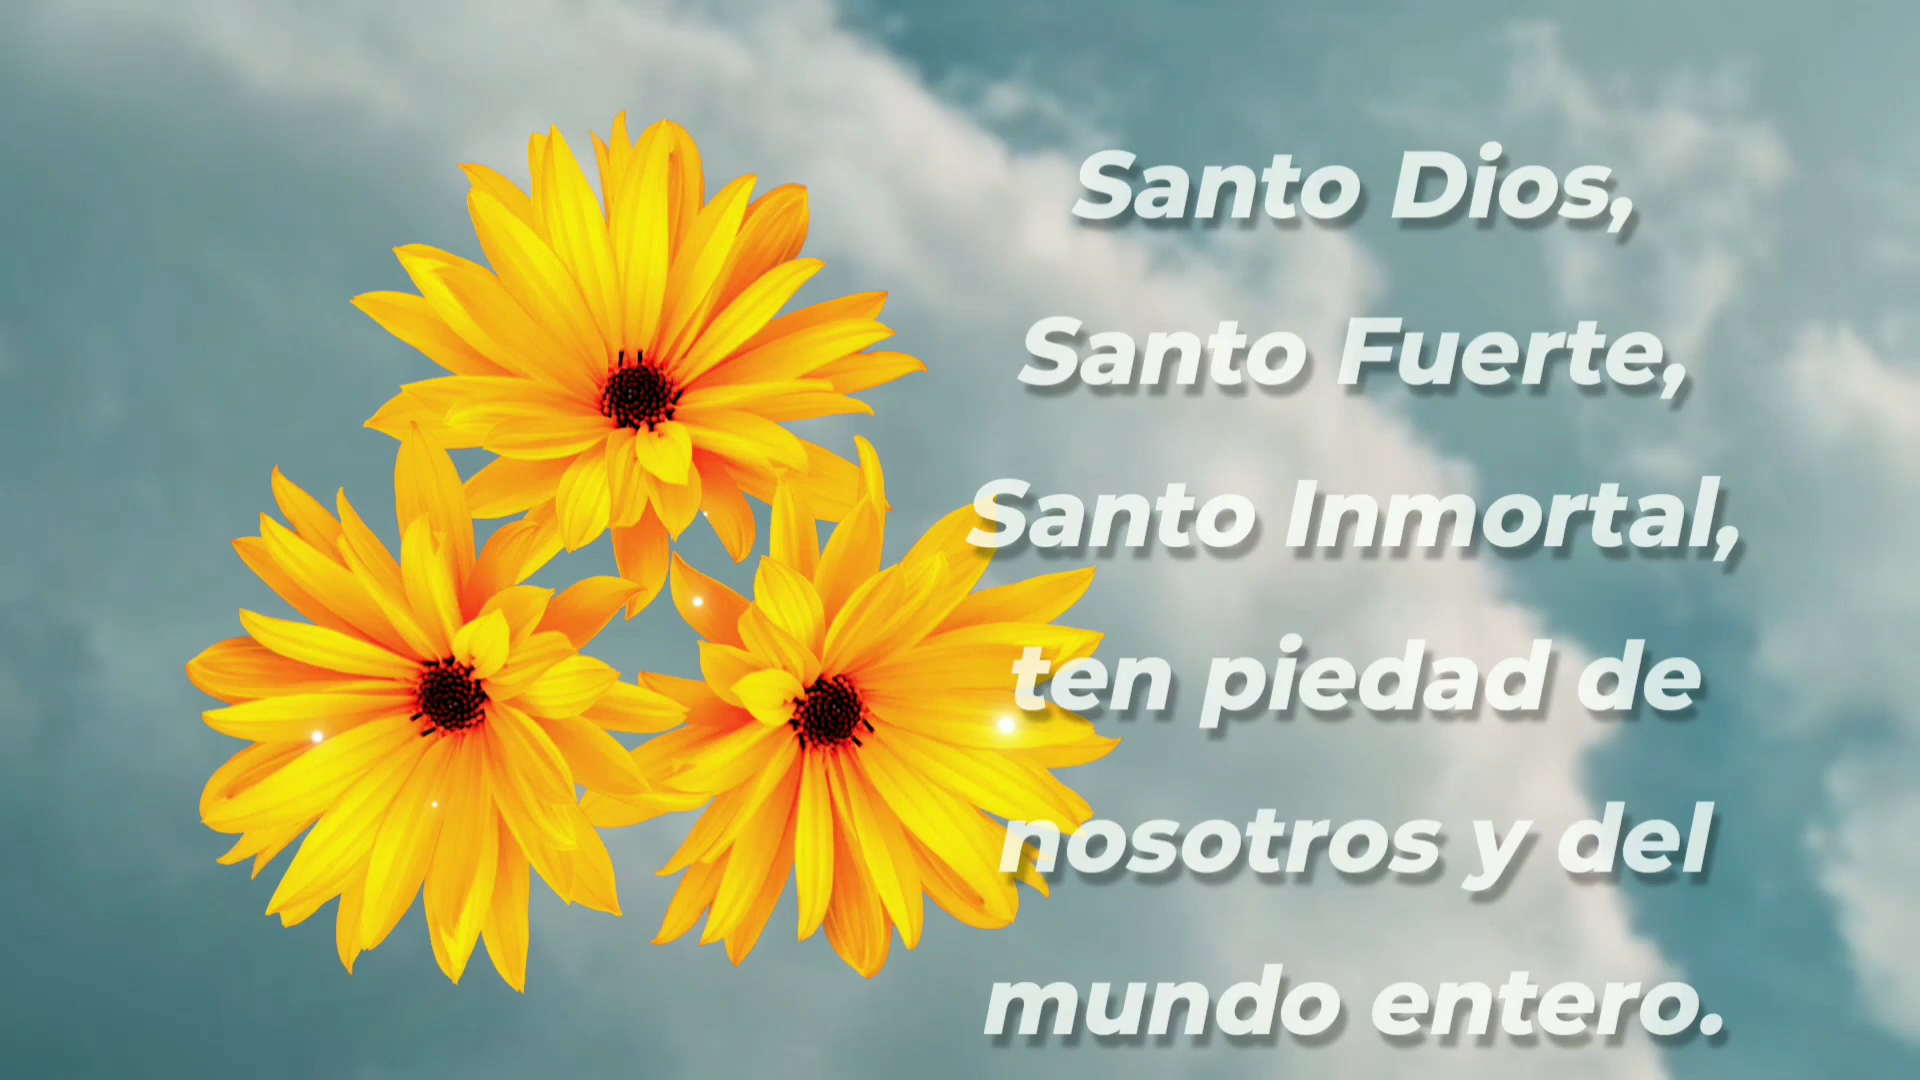 Santo Dios,
Santo Fuerte,
Santo Inmortal,
ten piedad de
nosotros y del
mundo entero.